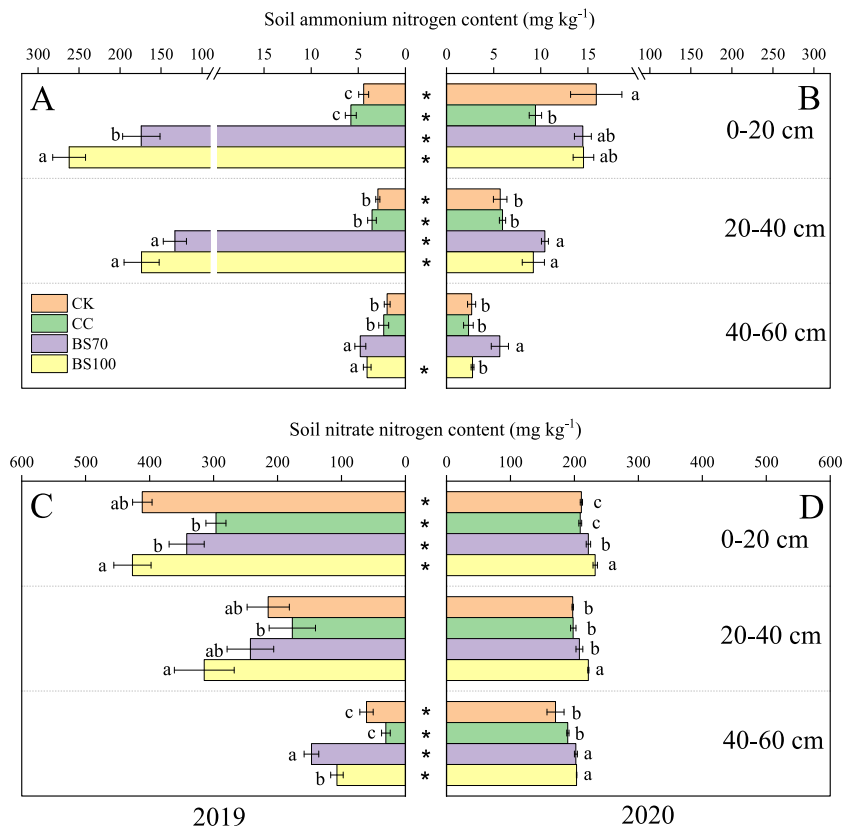 Soil ammonium nitrogen content (mg kg⁻¹)
300 250 200 150 100 15 10 5 0 0 5 10 15 100 150 200 250 300
A B
c * a
c * b 0-20 cm
b * ab
a * ab
b * b
b * b 20-40 cm
a * a
a * a
CK b b 40-60 cm
CC b b
BS70 a a
BS100 a * b
Soil nitrate nitrogen content (mg kg⁻¹)
600 500 400 300 200 100 0 0 100 200 300 400 500 600
C D
ab * c
b * c 0-20 cm
b * b
a * a
ab * b
b * b 20-40 cm
ab * b
a * a
c * b
c * b 40-60 cm
a * a
b * a
2019 2020